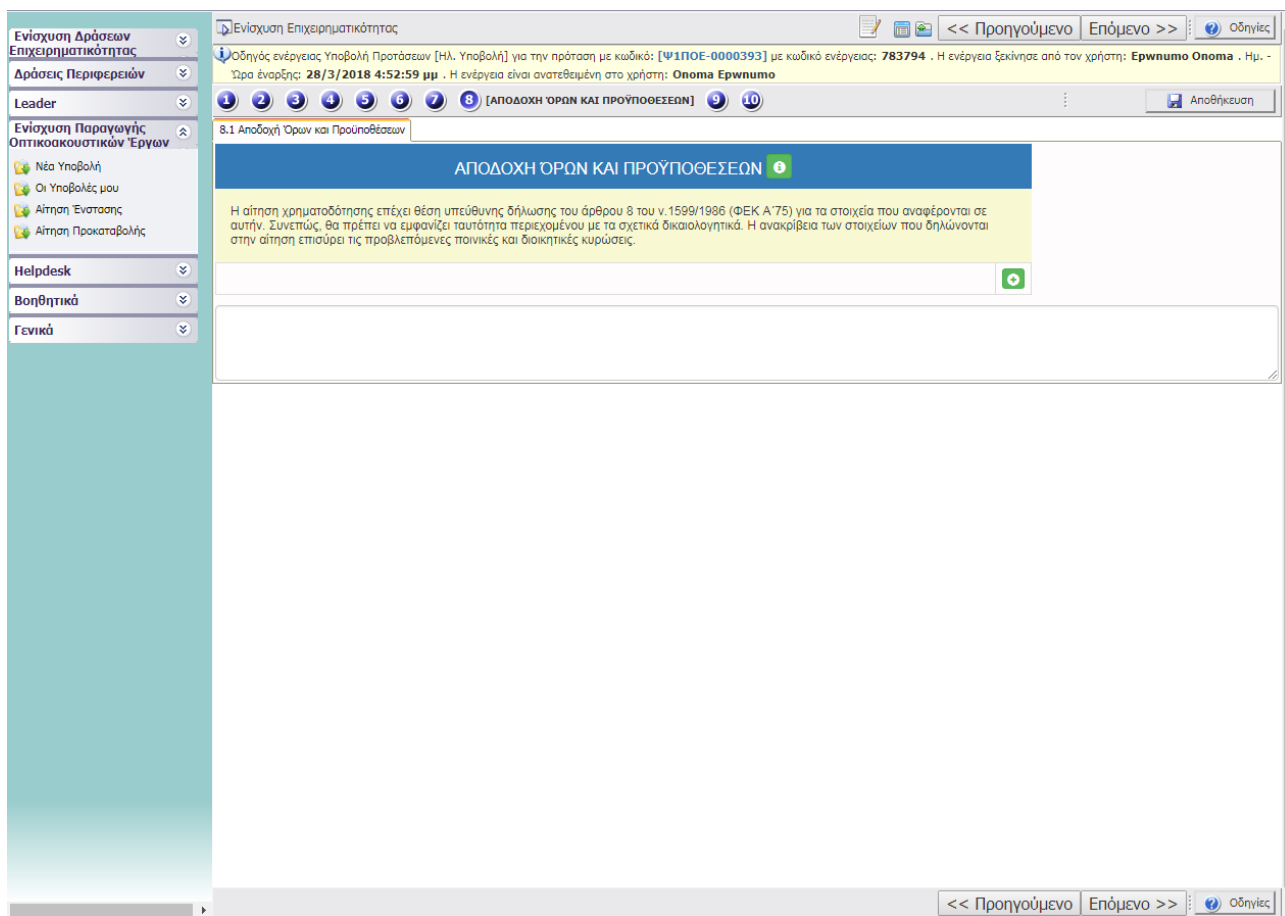 Ενίσχυση Δράσεων
Επιχειρηματικότητας
Δράσεις Περιφερειών
Leader
Ενίσχυση Παραγωγής
Οπτικοακουστικών Έργων
Νέα Υποβολή
Οι Υποβολές μου
Αίτηση Ένστασης
Αίτηση Προκαταβολής
Helpdesk
Βοηθητικά
Γενικά
Ενίσχυση Επιχειρηματικότητας
<< Προηγούμενο Επόμενο >> Οδηγίες
Οδηγός ενέργειας Υποβολή Προτάσεων [Ηλ. Υποβολή] για την πρόταση με κωδικό: [Ψ1ΠΟΕ-0000393] με κωδικό ενέργειας: 783794 . Η ενέργεια ξεκίνησε από τον χρήστη: Epwnumo Onoma . Ημ. -
Ώρα έναρξης: 28/3/2018 4:52:59 μμ . Η ενέργεια είναι ανατεθειμένη στο χρήστη: Onoma Epwnumo
1 2 3 4 5 6 7 8 [ΑΠΟΔΟΧΗ ΌΡΩΝ ΚΑΙ ΠΡΟΫΠΟΘΕΣΕΩΝ] 9 10 Αποθήκευση
8.1 Αποδοχή Όρων και Προϋποθέσεων
ΑΠΟΔΟΧΗ ΌΡΩΝ ΚΑΙ ΠΡΟΫΠΟΘΕΣΕΩΝ
Η αίτηση χρηματοδότησης επέχει θέση υπεύθυνης δήλωσης του άρθρου 8 του ν.1599/1986 (ΦΕΚ Α΄75) για τα στοιχεία που αναφέρονται σε
αυτήν. Συνεπώς, θα πρέπει να εμφανίζει ταυτότητα περιεχομένου με τα σχετικά δικαιολογητικά. Η ανακρίβεια των στοιχείων που δηλώνονται
στην αίτηση επισύρει τις προβλεπόμενες ποινικές και διοικητικές κυρώσεις.
<< Προηγούμενο Επόμενο >> Οδηγίες